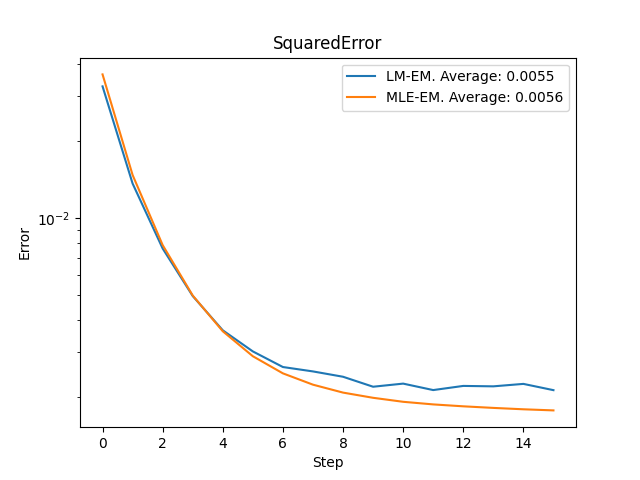 SquaredError
LM-EM. Average: 0.0055
MLE-EM. Average: 0.0056
Error
10⁻²
0 2 4 6 8 10 12 14
Step